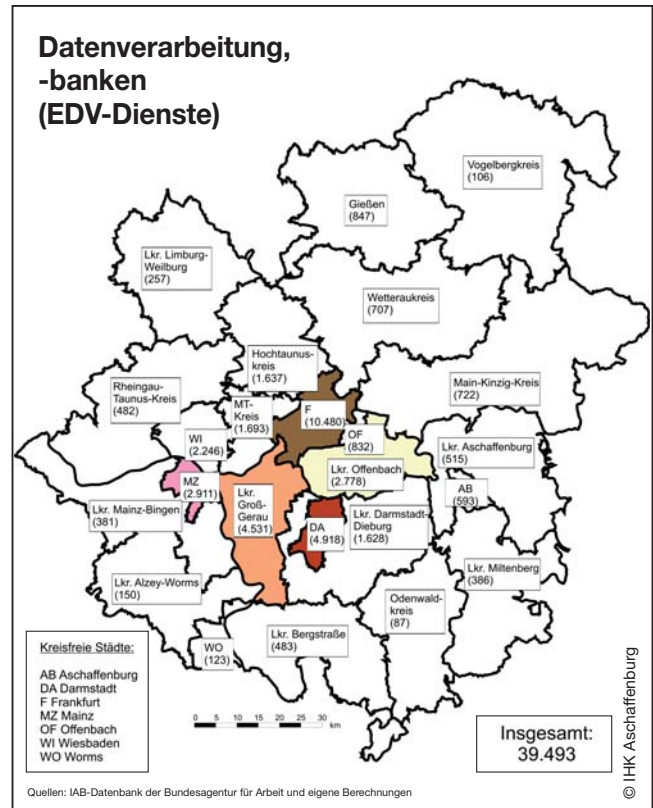 Datenverarbeitung,
-banken
(EDV-Dienste)
Vogelbergkreis
(106)
Gießen
(847)
Lkr. Limburg-
Weilburg
(257)
Wetteraukreis
(707)
Hochtaunus-
kreis
(1.637)
Rheingau-
Taunus-Kreis
(482)
Main-Kinzig-Kreis
(722)
MT-
Kreis
(1.693)
F
(10.480)
OF
(832)
WI
(2.246)
Lkr. Aschaffenburg
(515)
Lkr. Offenbach
(2.778)
MZ
(2.911)
AB
(593)
Lkr.
Groß-
Gerau
(4.531)
Lkr. Mainz-Bingen
(381)
Lkr. Darmstadt-
Dieburg
(1.628)
DA
(4.918)
Lkr. Miltenberg
(386)
Lkr. Alzey-Worms
(150)
Odenwald-
kreis
(87)
Lkr. Bergstraße
(483)
WO
(123)
Kreisfreie Städte:
AB Aschaffenburg
DA Darmstadt
F Frankfurt
MZ Mainz
OF Offenbach
WI Wiesbaden
WO Worms
0 5 10 15 20 25 30
km
Insgesamt:
39.493
© IHK Aschaffenburg
Quellen: IAB-Datenbank der Bundesagentur für Arbeit und eigene Berechnungen